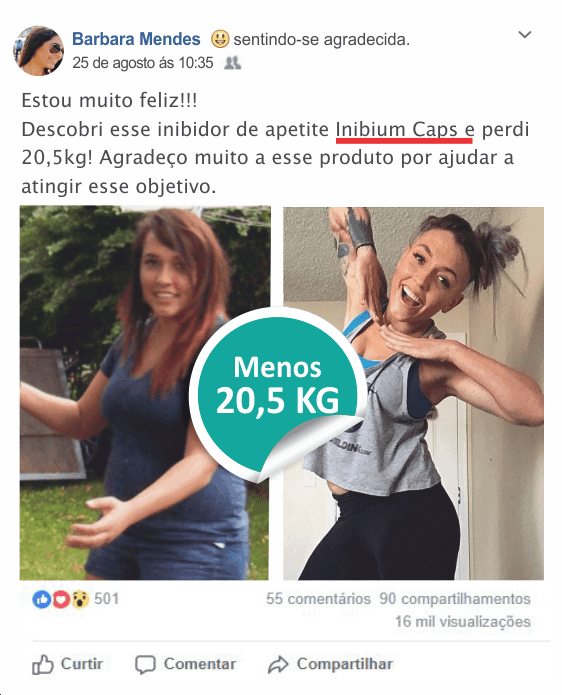 Barbara Mendes 😃 sentindo-se agradecida.
25 de agosto ás 10:35
Estou muito feliz!!!
Descobri esse inibidor de apetite Inibium Caps e perdi
20,5kg! Agradeço muito a esse produto por ajudar a
atingir esse objetivo.
Menos
20,5 KG
501
55 comentários 90 compartilhamentos
16 mil visualizações
Curtir Comentar Compartilhar